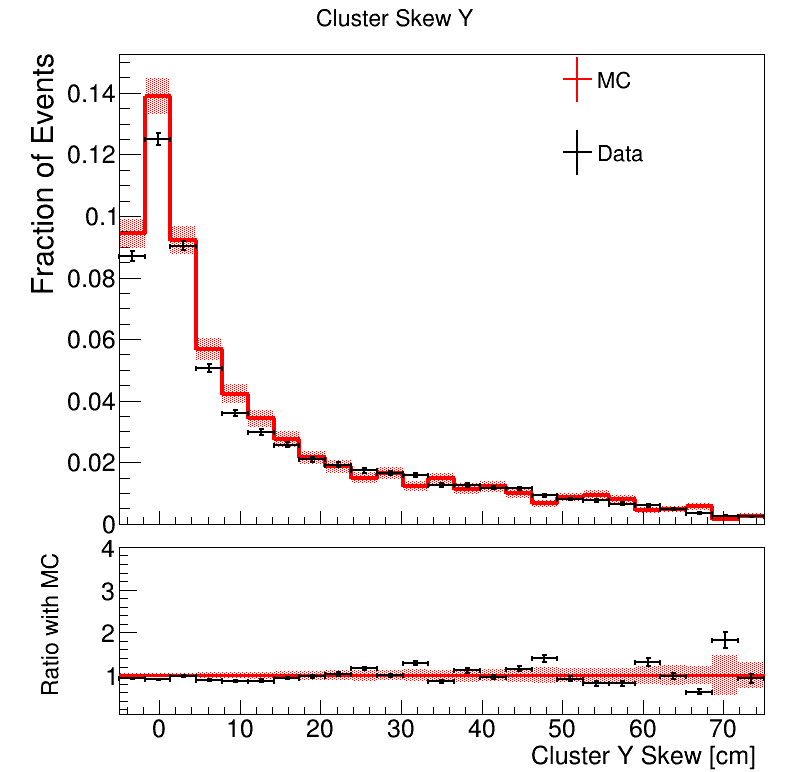 Cluster Skew Y
Fraction of Events
0.14
0.12
0.1
0.08
0.06
0.04
0.02
0
MC
Data
Ratio with MC
4
3
2
1
0 10 20 30 40 50 60 70
Cluster Y Skew [cm]